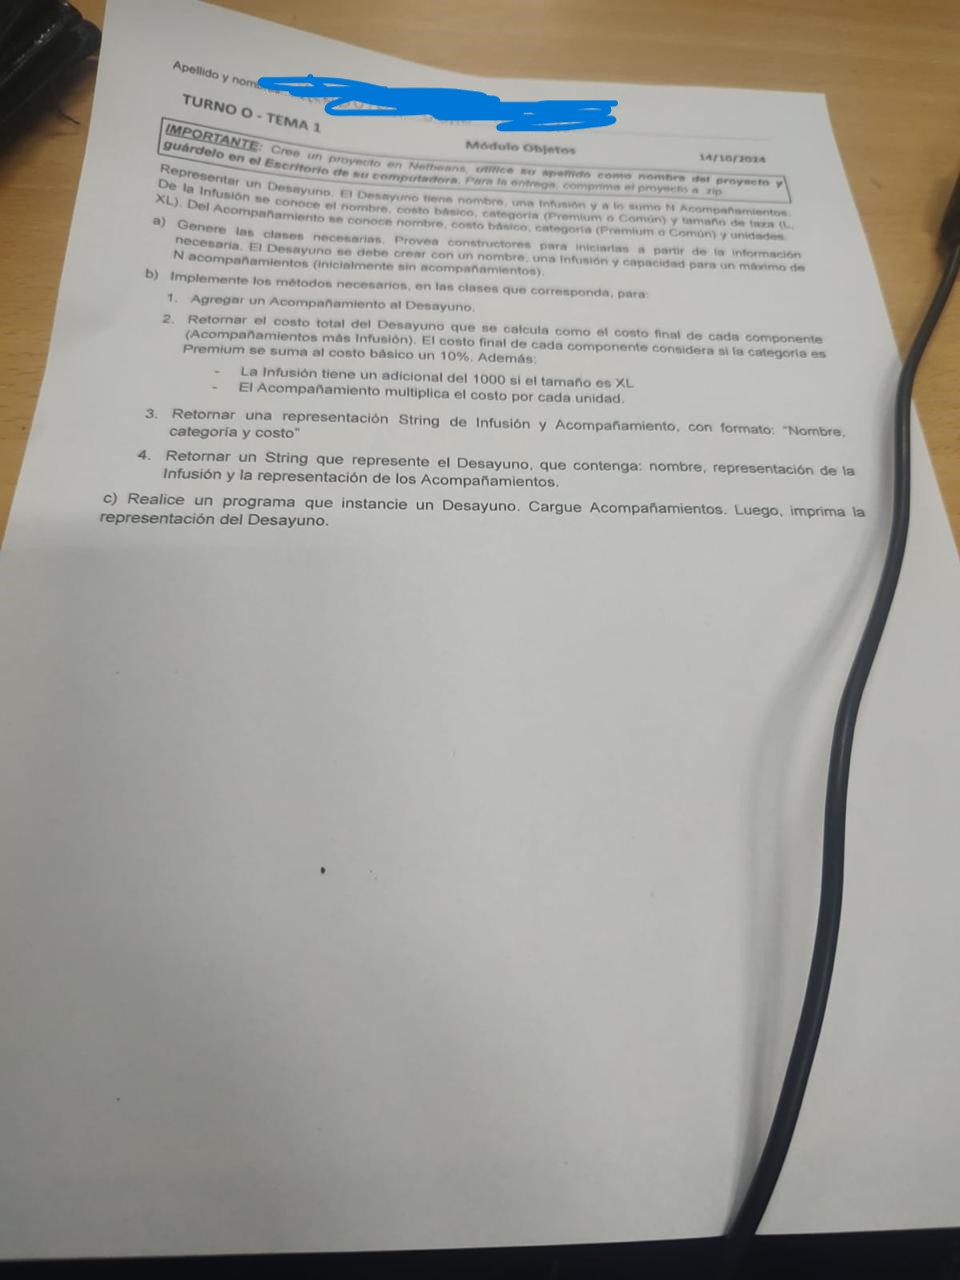 Apellido y nom
TURNO O - TEMA 1
Módulo Objetos
14/10/2024
IMPORTANTE: Cree un proyecto en Netbeans, utilice su apellido como nombre del proyecto y
guárdelo en el Escritorio de su computadora. Para la entrega, comprima el proyecto a .zip
Representar un Desayuno. El Desayuno tiene nombre, una Infusión y a lo sumo N Acompañamientos.
De la Infusión se conoce el nombre, costo básico, categoría (Premium o Común) y tamaño de taza (L,
XL). Del Acompañamiento se conoce nombre, costo básico, categoría (Premium o Común) y unidades.
a) Genere las clases necesarias. Provea constructores para iniciarlas a partir de la información
necesaria. El Desayuno se debe crear con un nombre, una Infusión y capacidad para un máximo de
N acompañamientos (inicialmente sin acompañamientos).
b) Implemente los métodos necesarios, en las clases que corresponda, para:
1. Agregar un Acompañamiento al Desayuno.
2. Retornar el costo total del Desayuno que se calcula como el costo final de cada componente
(Acompañamientos más Infusión). El costo final de cada componente considera si la categoría es
Premium se suma al costo básico un 10%. Además:
- La Infusión tiene un adicional del 1000 si el tamaño es XL
- El Acompañamiento multiplica el costo por cada unidad.
3. Retornar una representación String de Infusión y Acompañamiento, con formato: "Nombre,
categoría y costo"
4. Retornar un String que represente el Desayuno, que contenga: nombre, representación de la
Infusión y la representación de los Acompañamientos.
c) Realice un programa que instancie un Desayuno. Cargue Acompañamientos. Luego, imprima la
representación del Desayuno.